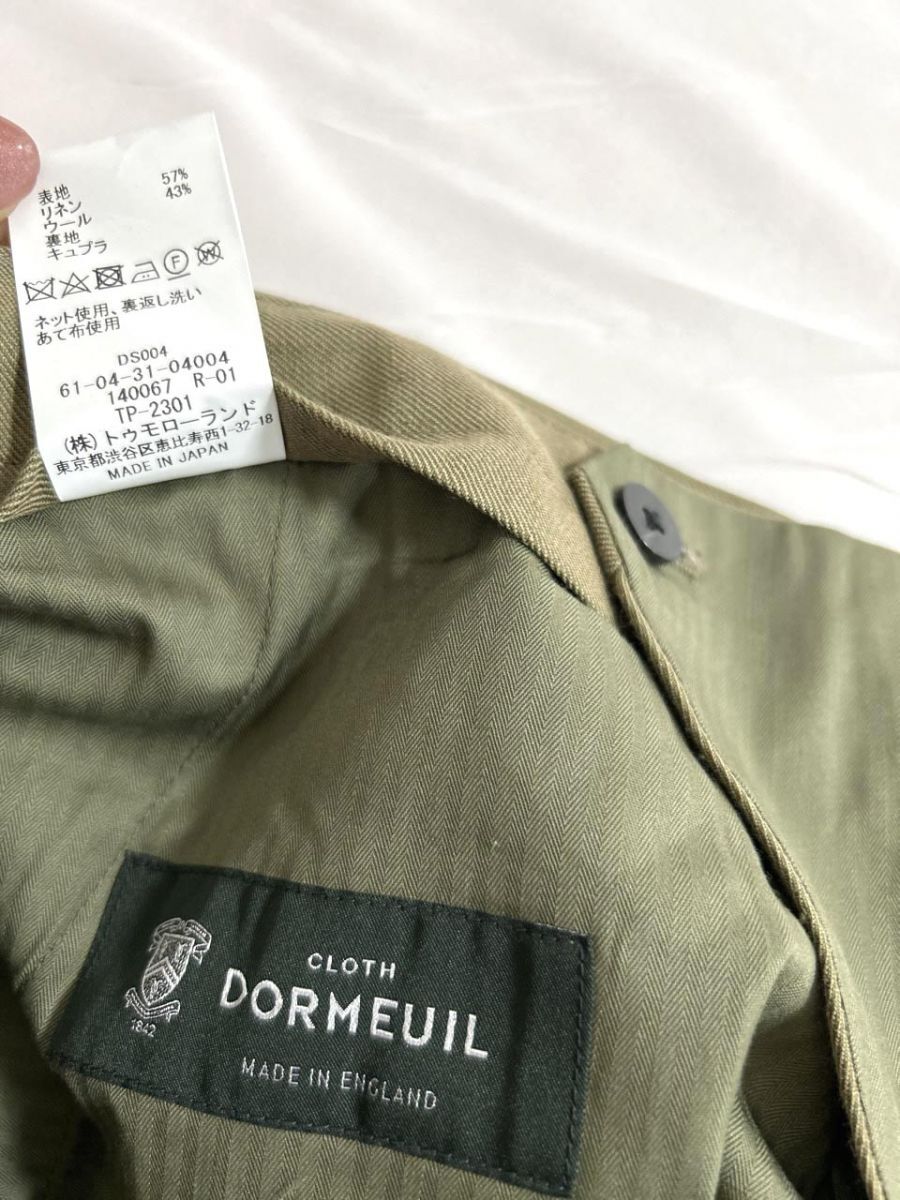 表地
リネン 57%
ウール 43%
裏地
キュプラ
F W
ネット使用、裏返し洗い
あて布使用
DS004
61-04-31-04004
140067 R-01
TP-2301
(株)トゥモローランド
東京都渋谷区恵比寿西1-32-18
MADE IN JAPAN
CLOTH
DORMEUIL
1842
MADE IN ENGLAND